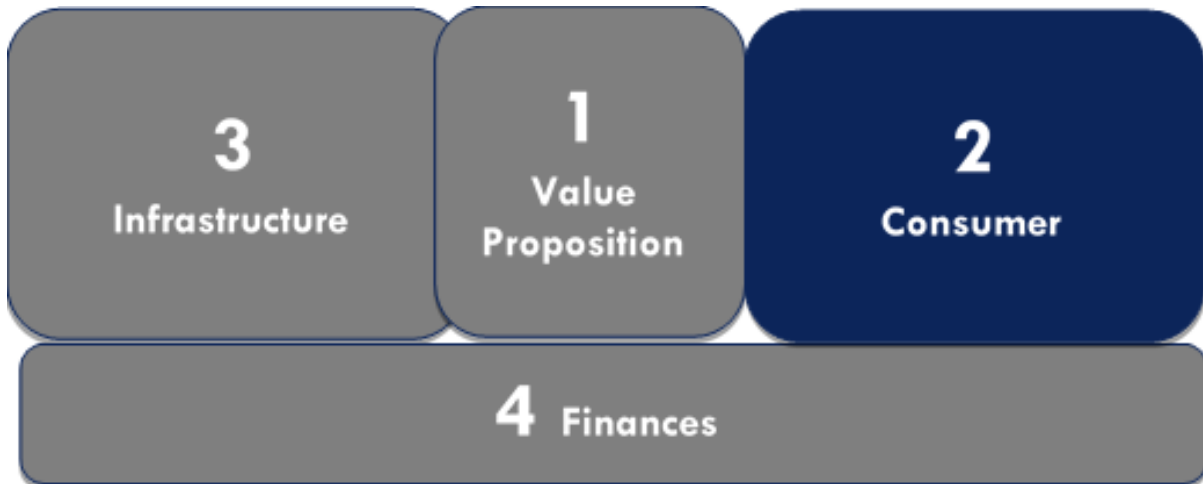 3
Infrastructure
1
Value
Proposition
2
Consumer
4 Finances